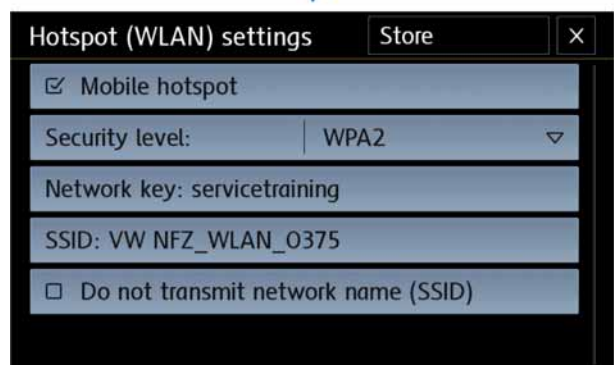 Hotspot (WLAN) settings Store X
Mobile hotspot
Security level: WPA2
Network key: servicetraining
SSID: VW NFZ_WLAN_0375
Do not transmit network name (SSID)